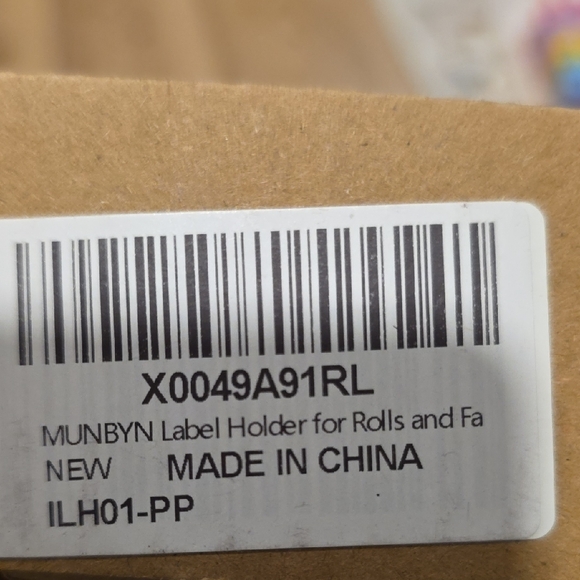 X0049A91RL
MUNBYN Label Holder for Rolls and Fa
NEW MADE IN CHINA
ILH01-PP